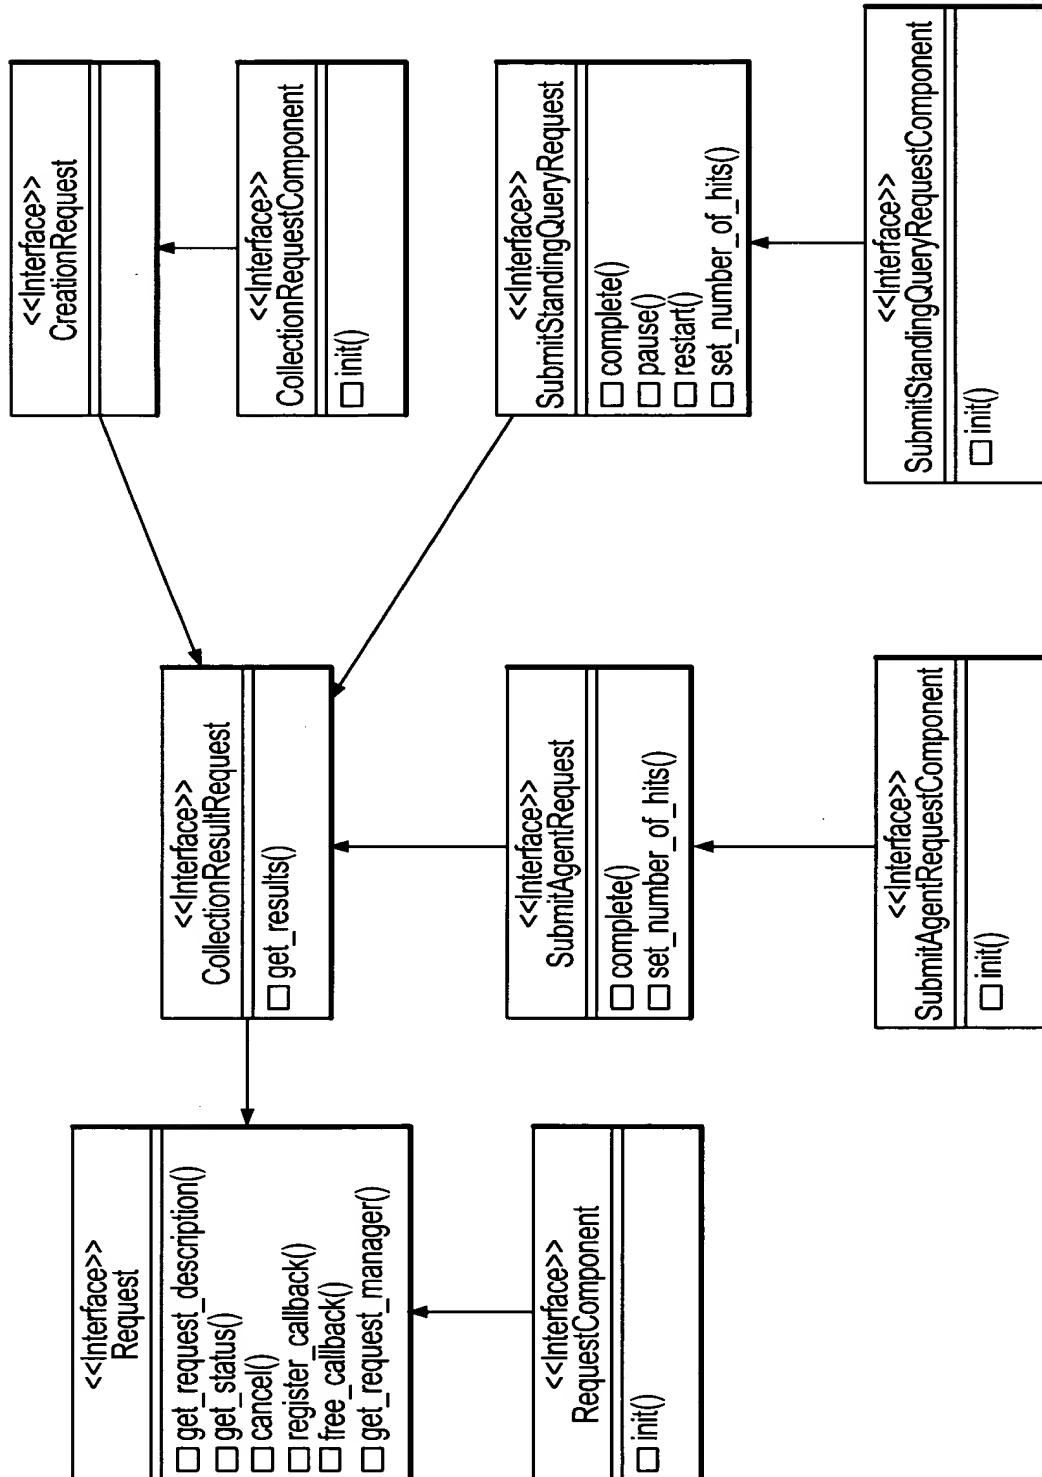 <<Interface>>
Request
get_request_description()
get_status()
cancel()
register_callback()
free_callback()
get_request_manager()
<<Interface>>
RequestComponent
init()
<<Interface>>
CollectionResultRequest
get_results()
<<Interface>>
SubmitAgentRequest
complete()
set_number_of_hits()
<<Interface>>
SubmitAgentRequestComponent
init()
<<Interface>>
CreationRequest
<<Interface>>
CollectionRequestComponent
init()
<<Interface>>
SubmitStandingQueryRequest
complete()
pause()
restart()
set_number_of_hits()
<<Interface>>
SubmitStandingQueryRequestComponent
init()